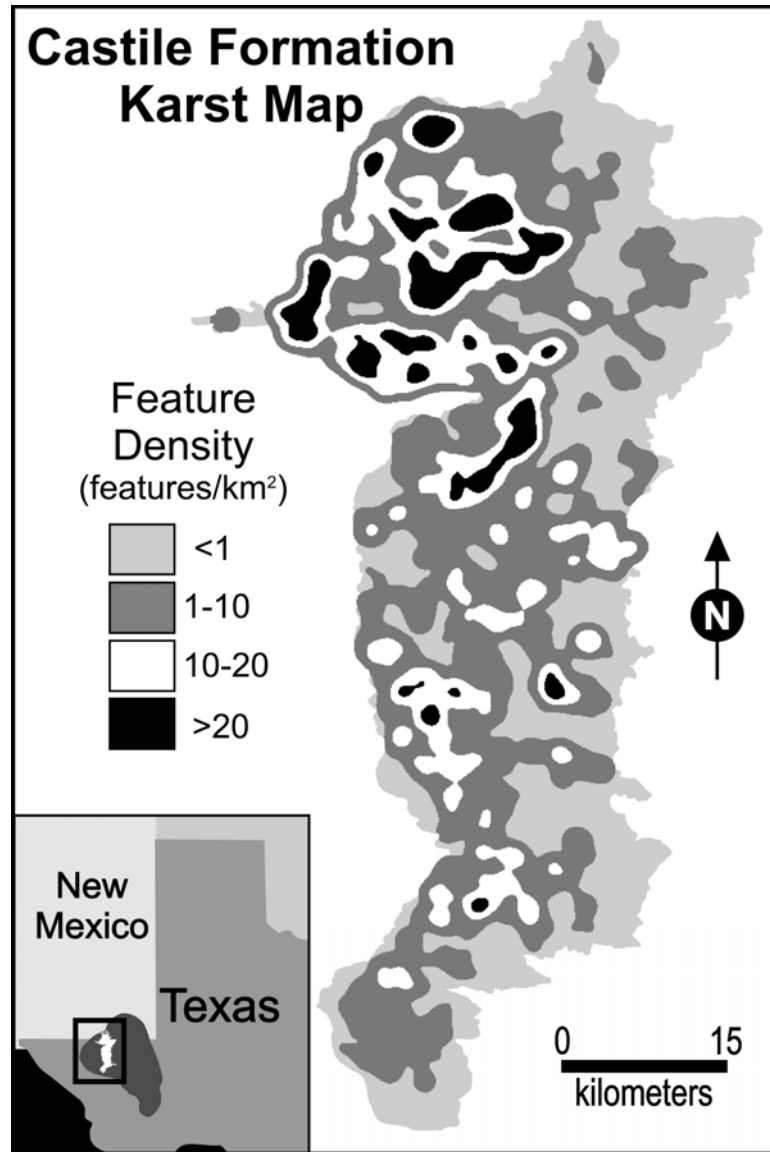 Castile Formation
Karst Map
Feature
Density
(features/km²)
<1
1-10
10-20
>20
N
New
Mexico
Texas
0 15
kilometers